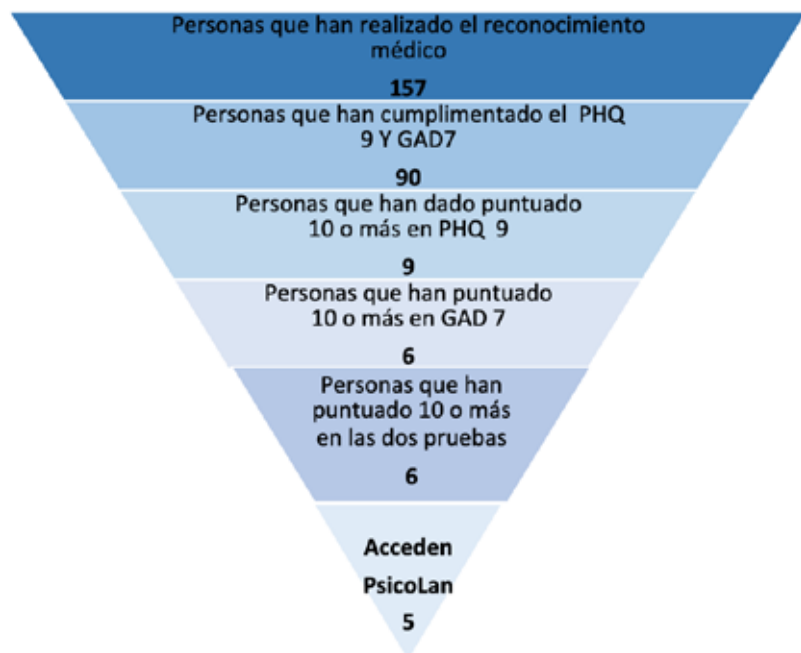 Personas que han realizado el reconocimiento
médico
157
Personas que han cumplimentado el PHQ
9 Y GAD7
90
Personas que han dado puntuado
10 o más en PHQ 9
9
Personas que han puntuado
10 o más en GAD 7
6
Personas que han
puntuado 10 o más
en las dos pruebas
6
Acceden
PsicoLan
5